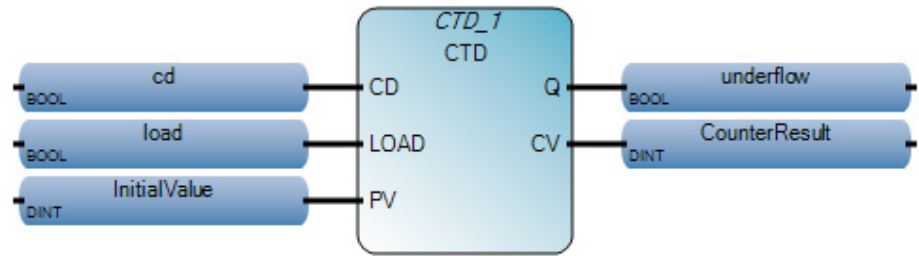 CTD_1
CTD
cd
BOOL
CD
Q
underflow
BOOL
load
BOOL
LOAD
CV
CounterResult
DINT
InitialValue
DINT
PV